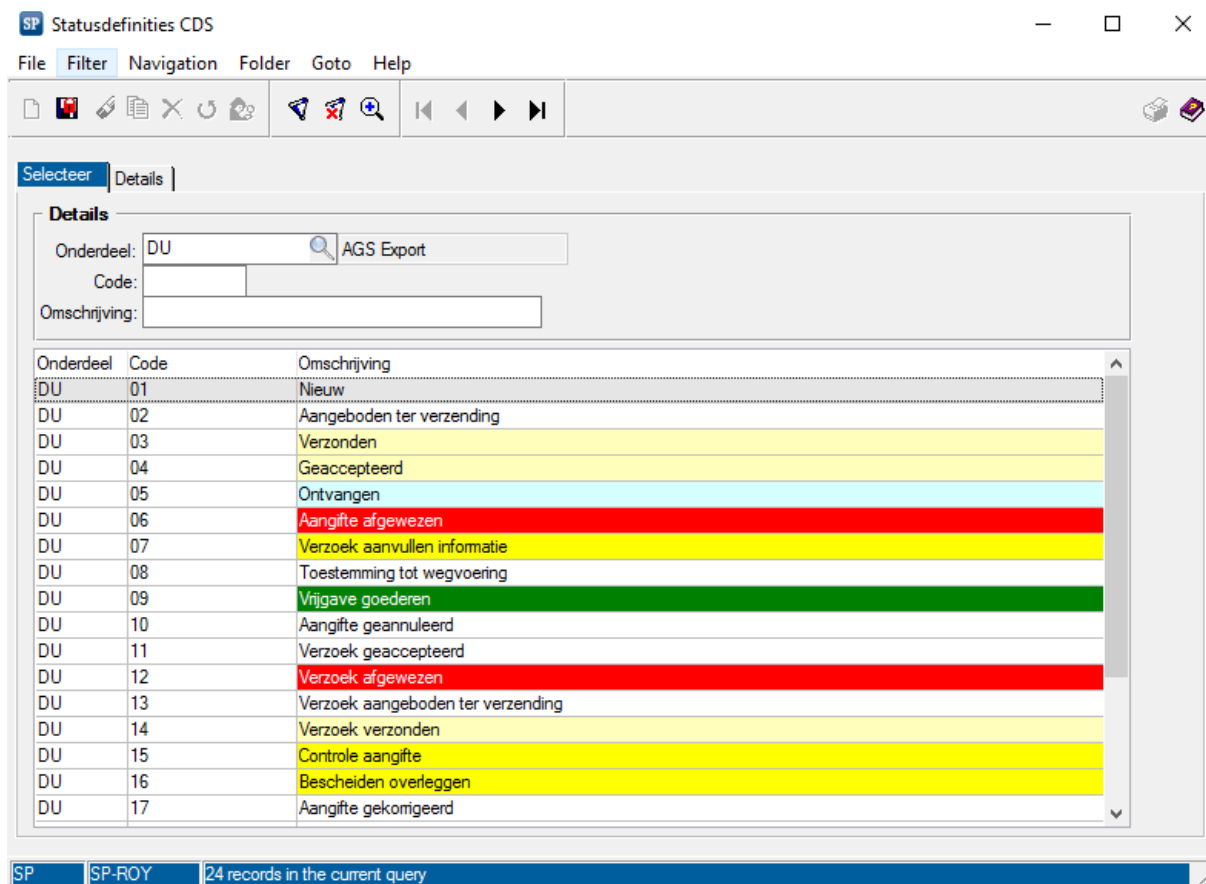 SP Statusdefinities CDS
File Filter Navigation Folder Goto Help
Selecteer Details
Details
Onderdeel: DU AGS Export
Code:
Omschrijving:
Onderdeel Code Omschrijving
DU 01 Nieuw
DU 02 Aangeboden ter verzending
DU 03 Verzonden
DU 04 Geaccepteerd
DU 05 Ontvangen
DU 06 Aangifte afgewezen
DU 07 Verzoek aanvullen informatie
DU 08 Toestemming tot wegvoering
DU 09 Vrijgave goederen
DU 10 Aangifte geannuleerd
DU 11 Verzoek geaccepteerd
DU 12 Verzoek afgewezen
DU 13 Verzoek aangeboden ter verzending
DU 14 Verzoek verzonden
DU 15 Controle aangifte
DU 16 Bescheiden overleggen
DU 17 Aangifte gekorrigeerd
SP SP-ROY 24 records in the current query